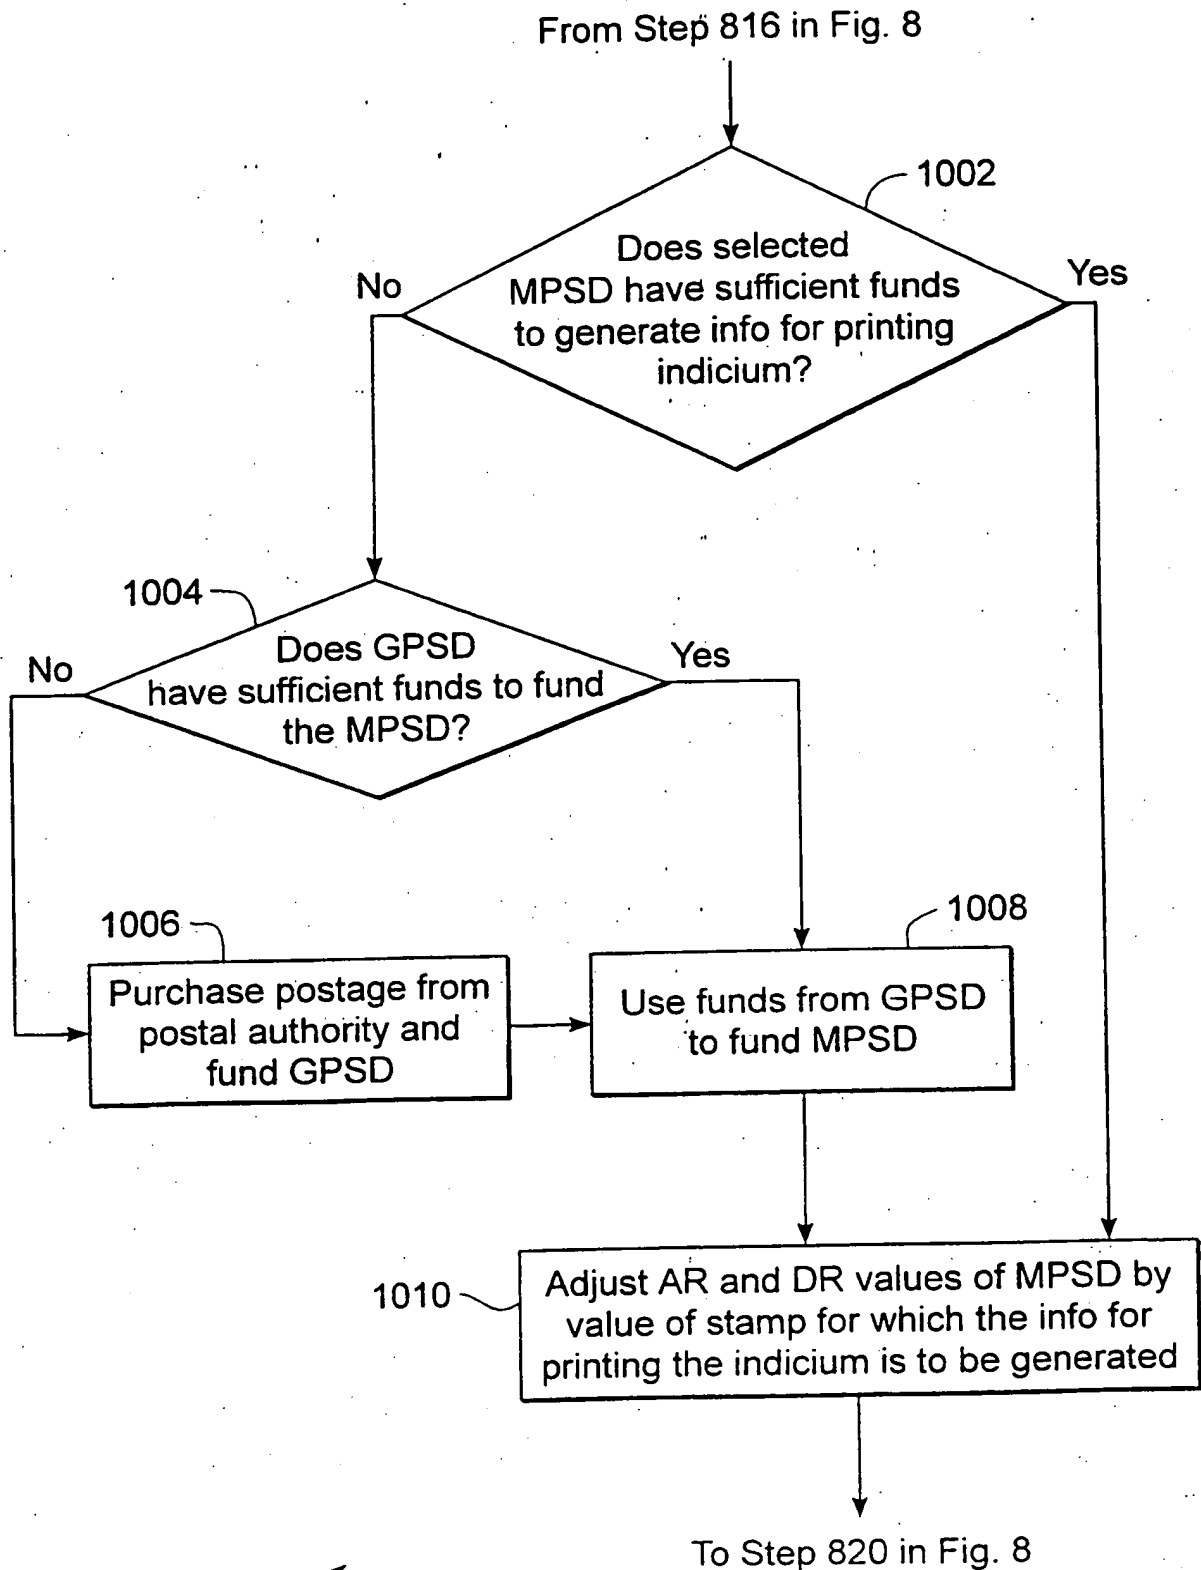 From Step 816 in Fig. 8
1002
Does selected
MPSD have sufficient funds
to generate info for printing
indicium?
No
Yes
1004
Does GPSD
have sufficient funds to fund
the MPSD?
No
Yes
1006
Purchase postage from
postal authority and
fund GPSD
1008
Use funds from GPSD
to fund MPSD
1010
Adjust AR and DR values of MPSD by
value of stamp for which the info for
printing the indicium is to be generated
To Step 820 in Fig. 8